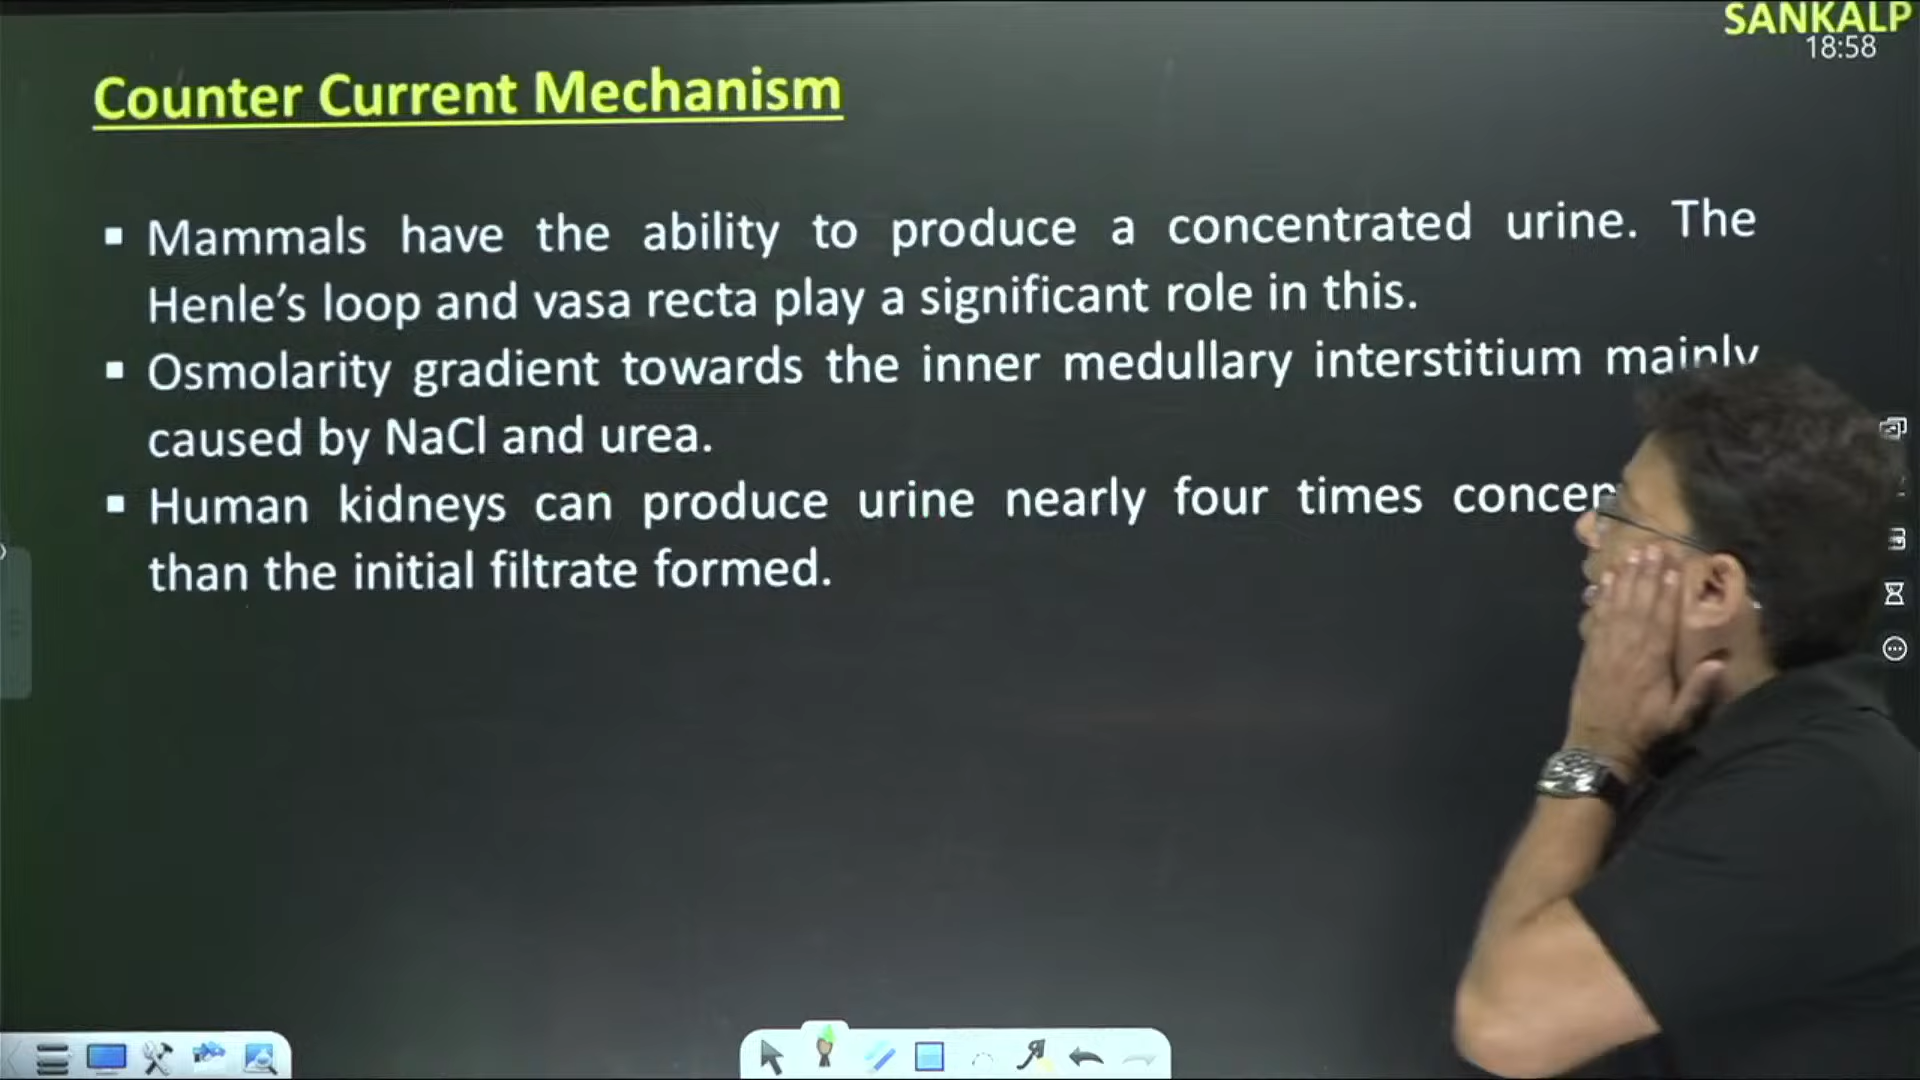 SANKALP
18:58
Counter Current Mechanism
▪ Mammals have the ability to produce a concentrated urine. The
Henle’s loop and vasa recta play a significant role in this.
▪ Osmolarity gradient towards the inner medullary interstitium mainly
caused by NaCl and urea.
▪ Human kidneys can produce urine nearly four times
than the initial filtrate formed.